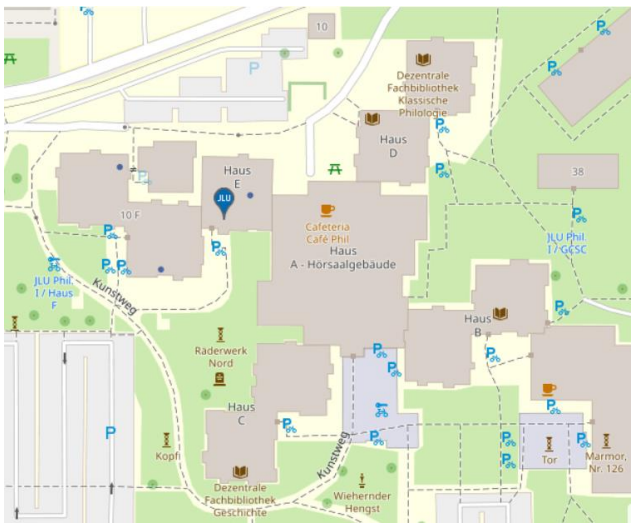 P
10
P
Dezentrale
Fachbibliothek
Klassische
Philologie
P
P
P
Haus
D
P
P
Haus
E
P
38
JLU
10 F
Cafeteria
Café Phil
Haus
A - Hörsaalgebäude
P
P
P
P
P
JLU Phil.
I / GCSC
JLU Phil.
I / Haus
F
Kunstweg
P
Haus
B
Räderwerk
Nord
P
P
P
P
Haus
C
P
P
P
Kunstweg
P
P
P
P
Kopf
Tor
Marmor,
Nr. 126
Dezentrale
Fachbibliothek
Geschichte
Wiehernder
Hengst